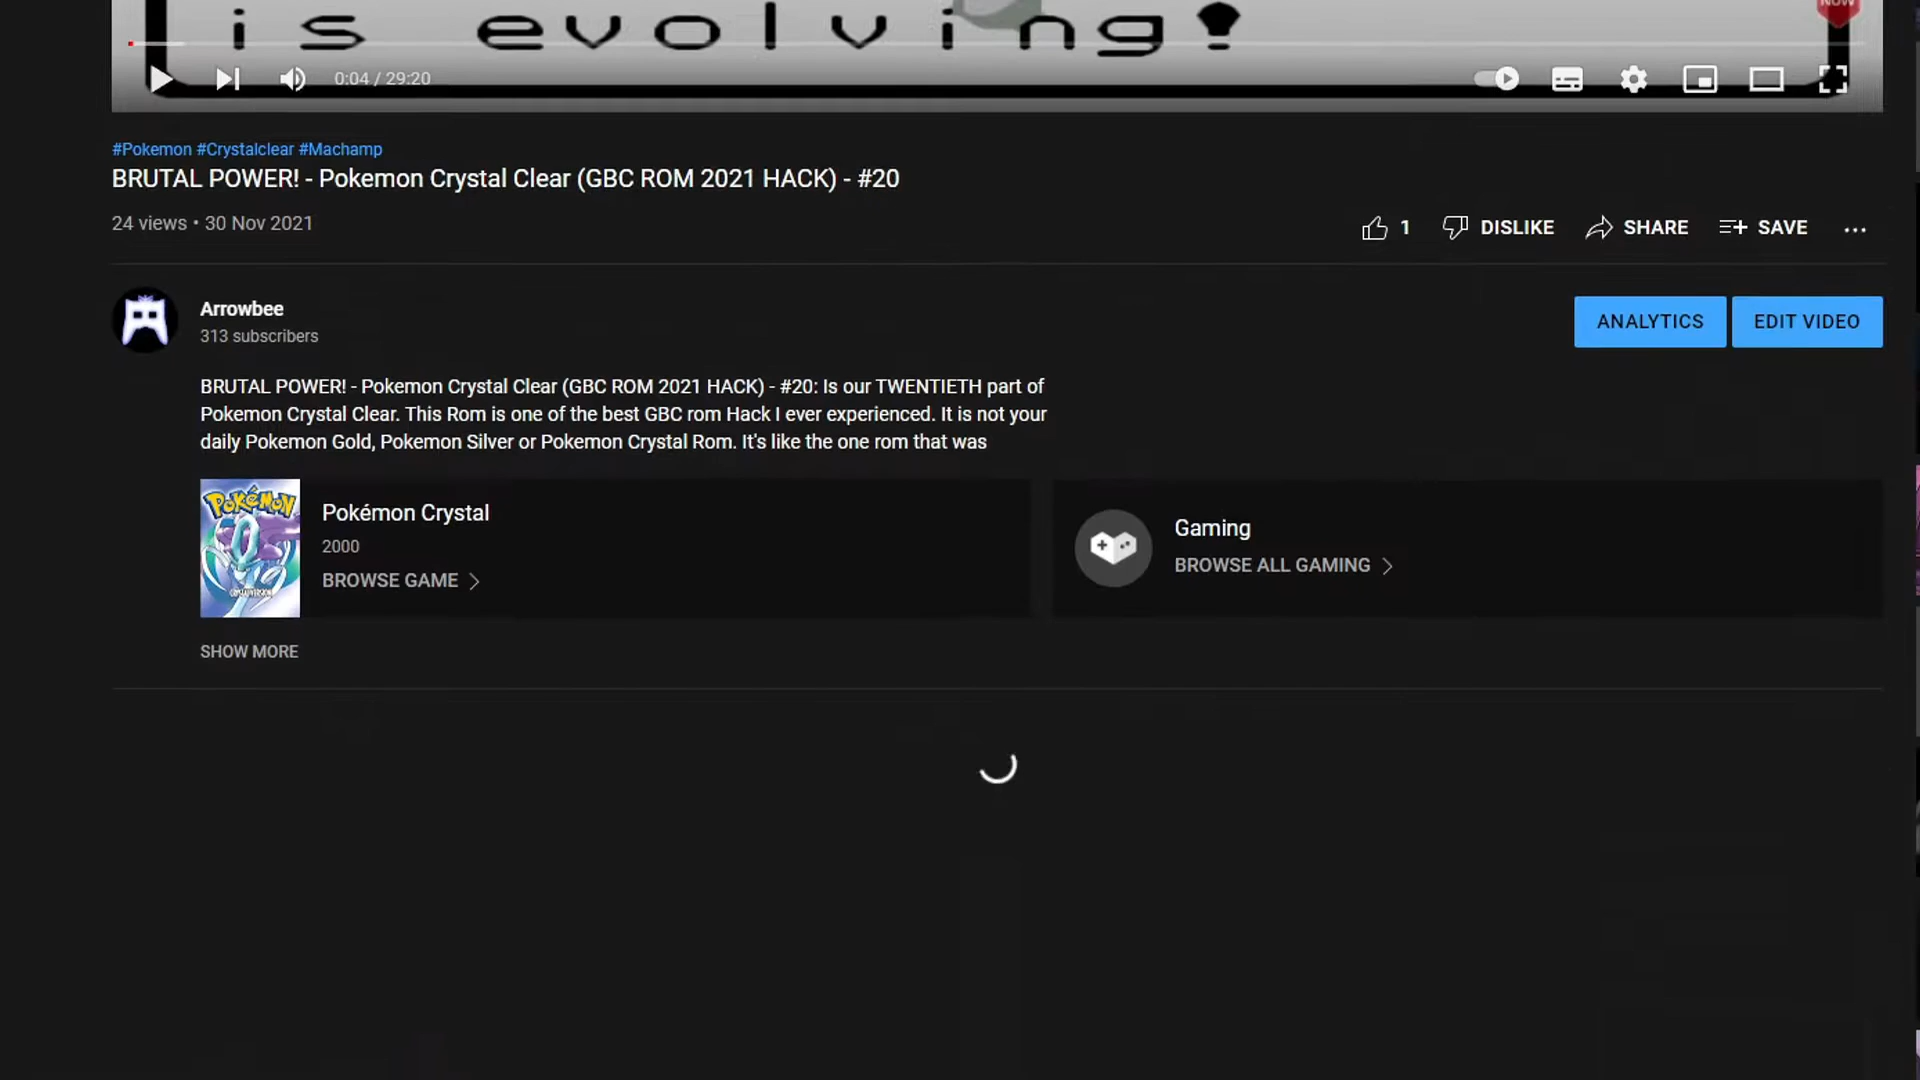 is evolving!
NOW
0:04 / 29:20
#Pokemon #Crystalclear #Machamp
BRUTAL POWER! - Pokemon Crystal Clear (GBC ROM 2021 HACK) - #20
24 views • 30 Nov 2021
1 DISLIKE SHARE SAVE ...
Arrowbee
313 subscribers
ANALYTICS EDIT VIDEO
BRUTAL POWER! - Pokemon Crystal Clear (GBC ROM 2021 HACK) - #20: Is our TWENTIETH part of
Pokemon Crystal Clear. This Rom is one of the best GBC rom Hack I ever experienced. It is not your
daily Pokemon Gold, Pokemon Silver or Pokemon Crystal Rom. It's like the one rom that was
POKéMON
CRYSTAL VERSION
Pokémon Crystal
2000
BROWSE GAME
Gaming
BROWSE ALL GAMING
SHOW MORE